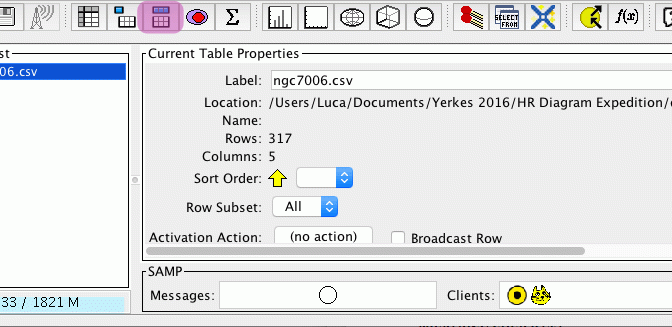 Σ
SELECT
FROM
f(x)
st
Current Table Properties
06.csv
Label: ngc7006.csv
Location: /Users/Luca/Documents/Yerkes 2016/HR Diagram Expedition/
Name:
Rows: 317
Columns: 5
Sort Order:
Row Subset: All
Activation Action: (no action) Broadcast Row
SAMP
33 / 1821 M
Messages: Clients: